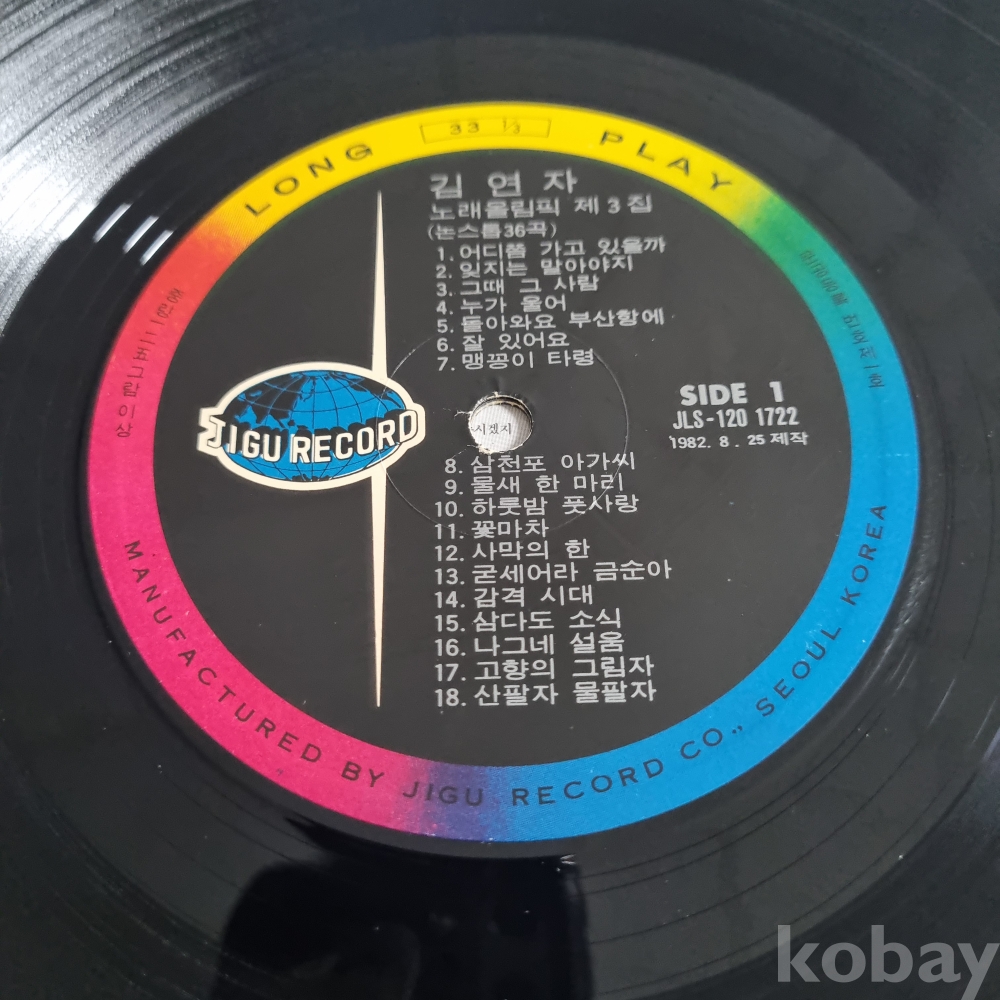 LONG 33 1/3 PLAY
김연자
노래올림픽 제3집
(논스톱36곡)
1. 어디쯤 가고 있을까
2. 잊지는 말아야지
3. 그때 그 사람
4. 누가 울어
5. 돌아와요 부산항에
6. 잘 있어요
7. 맹꽁이 타령
JIGU RECORD
SIDE 1
JLS-120 1722
1982. 8. 25 제작
시겠지
8. 삼천포 아가씨
9. 물새 한 마리
10. 하룻밤 풋사랑
11. 꽃마차
12. 사막의 한
13. 굳세어라 금순아
14. 감격 시대
15. 삼다도 소식
16. 나그네 설움
17. 고향의 그림자
18. 산팔자 물팔자
MANUFACTURED BY JIGU RECORD CO., SEOUL KOREA
kobay